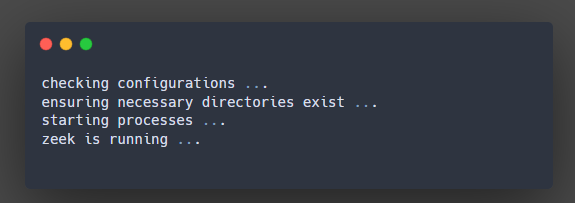 checking configurations ...
ensuring necessary directories exist ...
starting processes ...
zeek is running ...